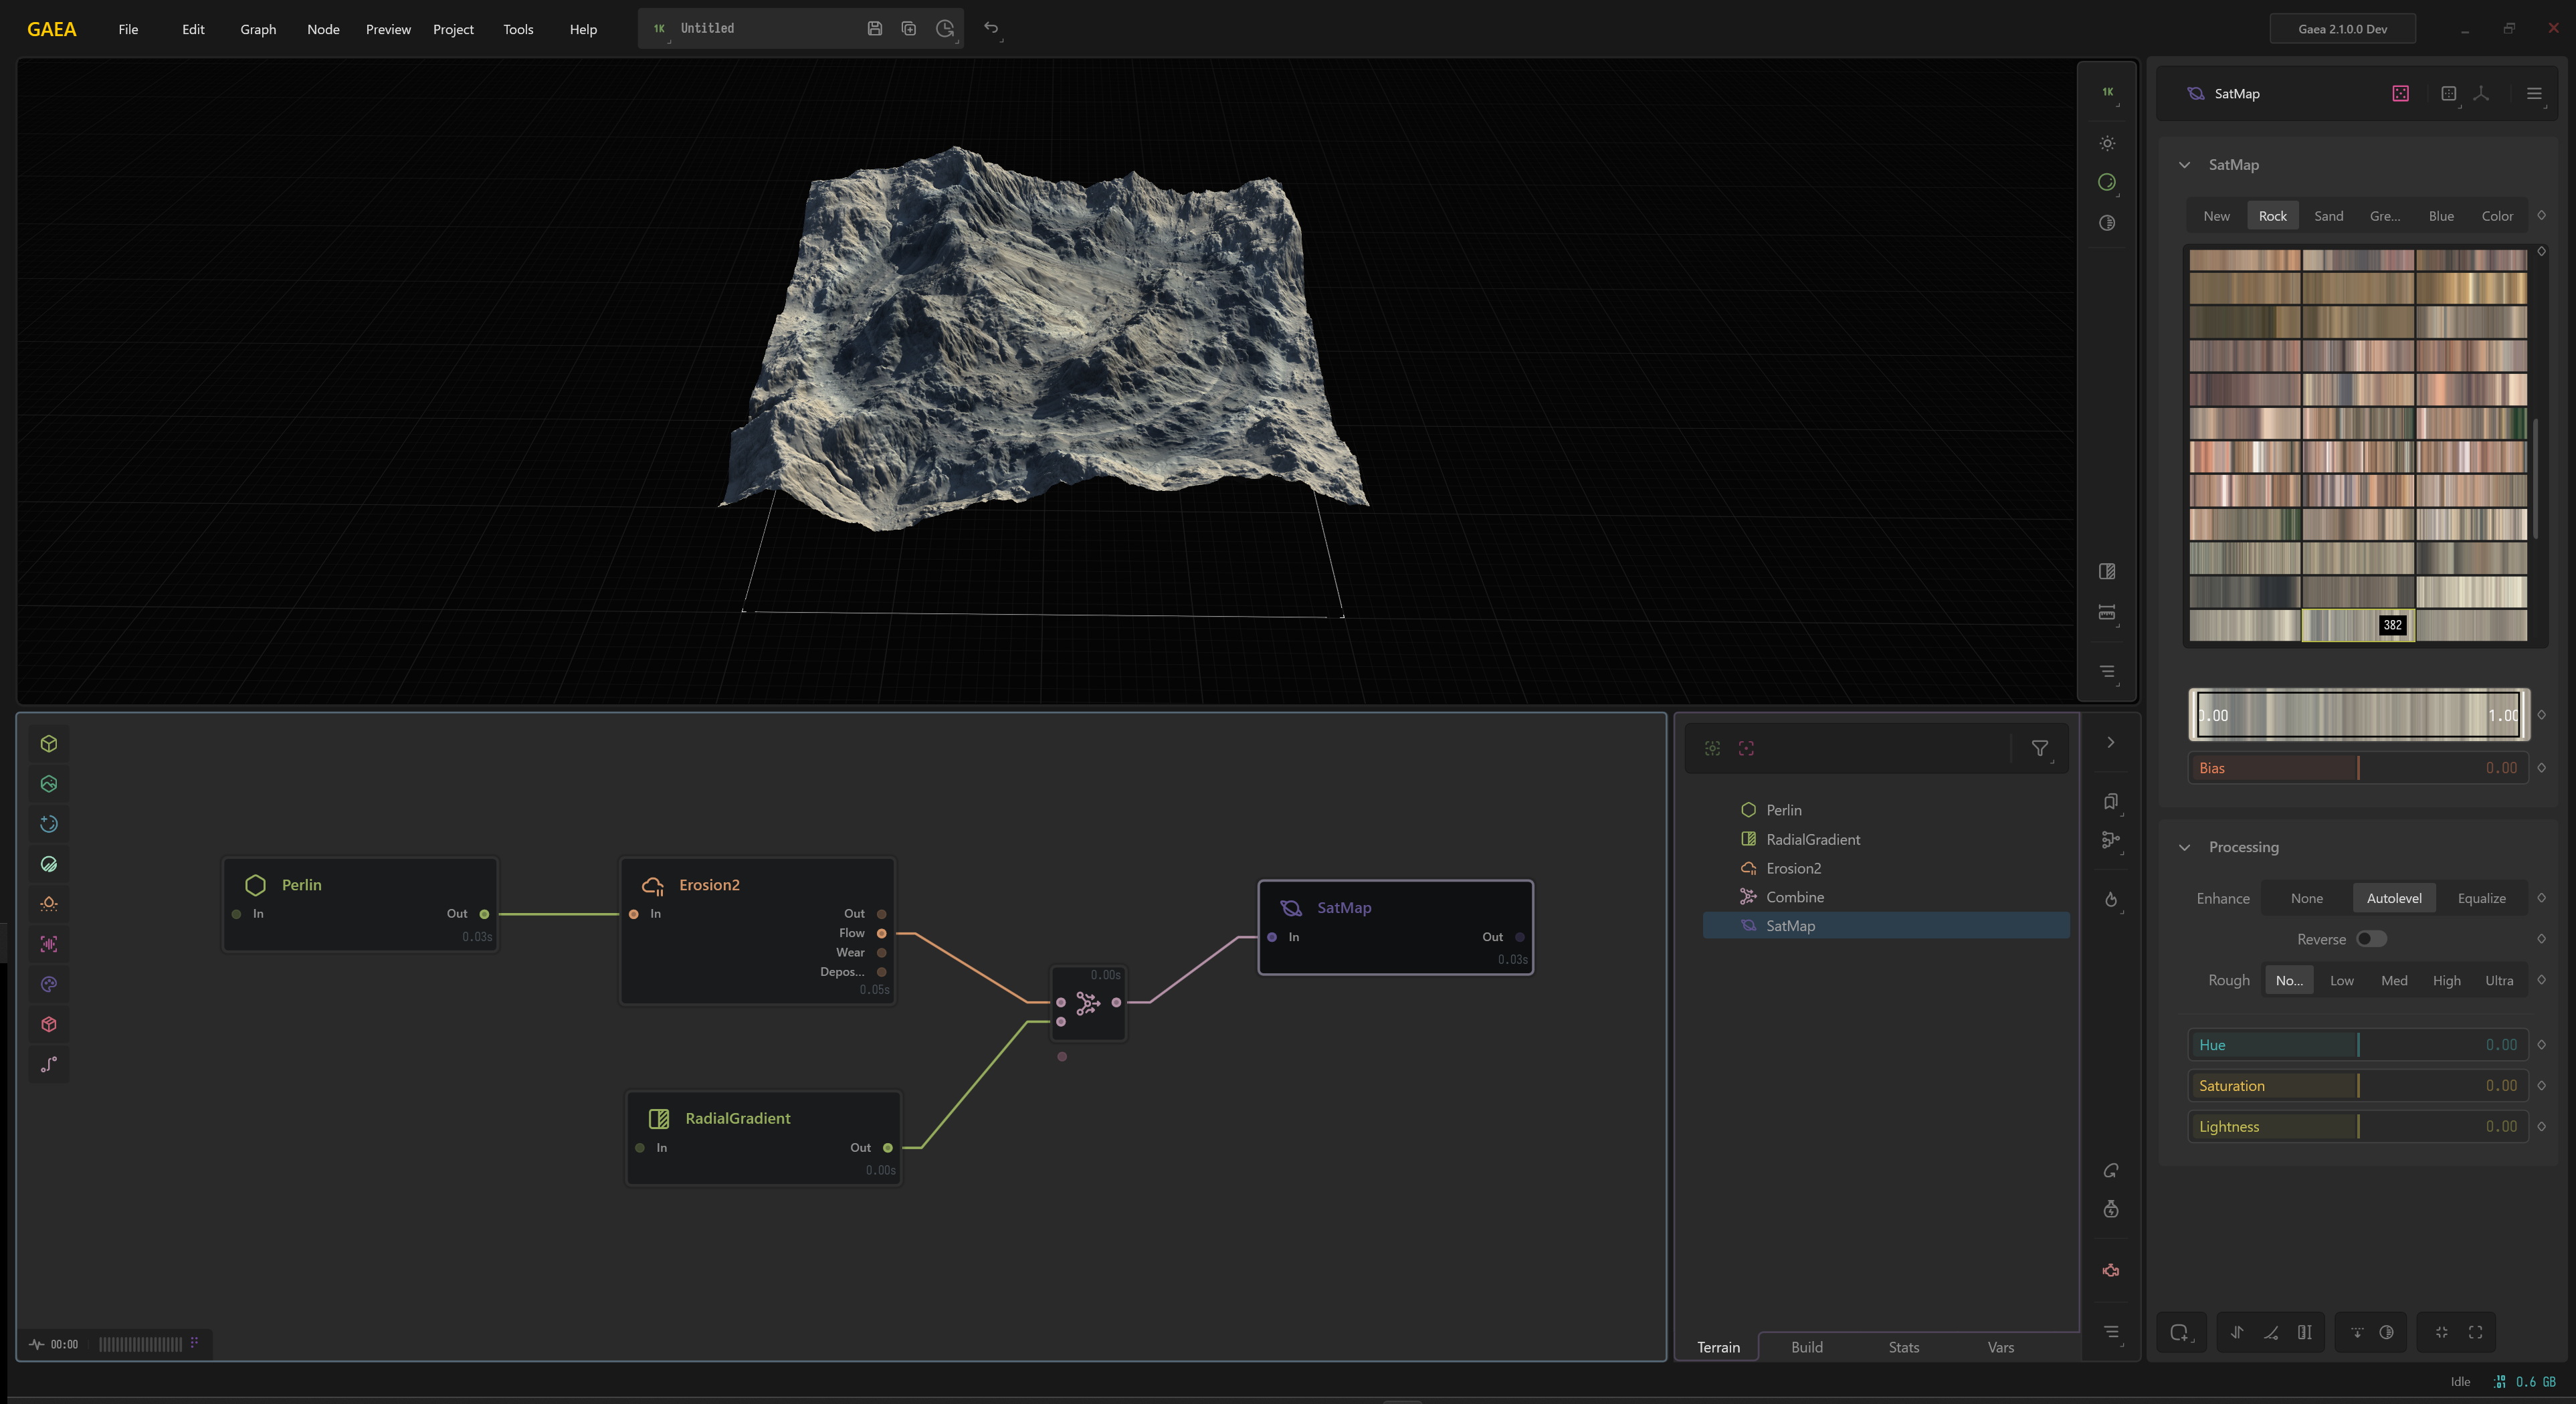 GAEA File Edit Graph Node Preview Project Tools Help 1K Untitled Gaea 2.1.0.0 Dev
1K
SatMap
SatMap
New Rock Sand Gre... Blue Color
382
0.00 1.00
Bias 0.00
Processing
Enhance None Autolevel Equalize
Reverse
Rough No... Low Med High Ultra
Hue 0.00
Saturation 0.00
Lightness 0.00
Perlin
In Out
0.03s
Erosion2
In Out
Flow
Wear
Depos...
0.05s
0.00s
SatMap
In Out
0.03s
RadialGradient
In Out
0.00s
00:00
Perlin
RadialGradient
Erosion2
Combine
SatMap
Terrain Build Stats Vars
Idle 0.6 GB